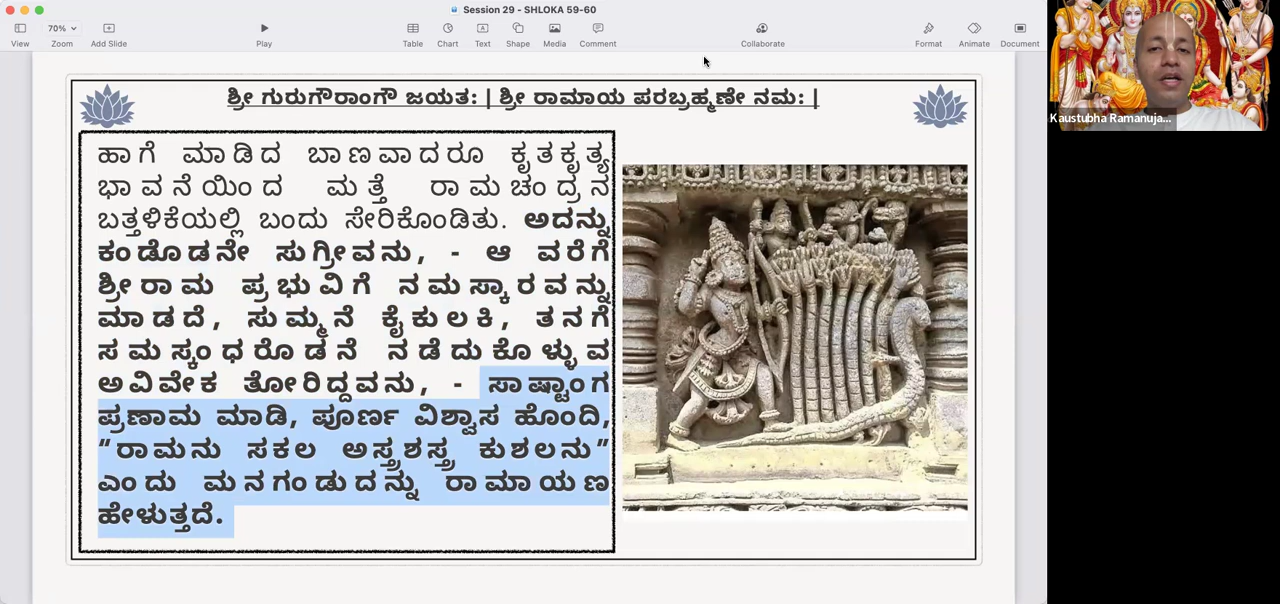 Session 29 - SHLOKA 59-60
70%
View
Zoom
Add Slide
Play
Table
Chart
Text
Shape
Media
Comment
Collaborate
Format
Animate
Document
ಶ್ರೀ ಗುರುಗೌರಾಂಗೌ ಜಯತ: | ಶ್ರೀ ರಾಮಾಯ ಪರಬ್ರಹ್ಮಣೇ ನಮ: |
ಹಾಗೆ ಮಾಡಿದ ಬಾಣವಾದರೂ ಕೃತಕೃತ್ಯ
ಭಾವನೆಯಿಂದ ಮತ್ತೆ ರಾಮಚಂದ್ರನ
ಬತ್ತಳಿಕೆಯಲ್ಲಿ ಬಂದು ಸೇರಿಕೊಂಡಿತು. ಅದನ್ನು
ಕಂಡೊಡನೇ ಸುಗ್ರೀವನು, - ಆ ವರೆಗೆ
ಶ್ರೀರಾಮ ಪ್ರಭುವಿಗೆ ನಮಸ್ಕಾರವನ್ನು
ಮಾಡದೆ, ಸುಮ್ಮನೆ ಕೈಕುಲಕಿ, ತನಗೆ
ಸಮಸ್ಕಂಧರೊಡನೆ ನಡೆದುಕೊಳ್ಳುವ
ಅವಿವೇಕ ತೋರಿದ್ದವನು, - ಸಾಷ್ಟಾಂಗ
ಪ್ರಣಾಮ ಮಾಡಿ, ಪೂರ್ಣ ವಿಶ್ವಾಸ ಹೊಂದಿ,
“ರಾಮನು ಸಕಲ ಅಸ್ತ್ರಶಸ್ತ್ರ ಕುಶಲನು”
ಎಂದು ಮನಗಂಡುದನ್ನು ರಾಮಾಯಣ
ಹೇಳುತ್ತದೆ.
Kaustubha Ramanuja...